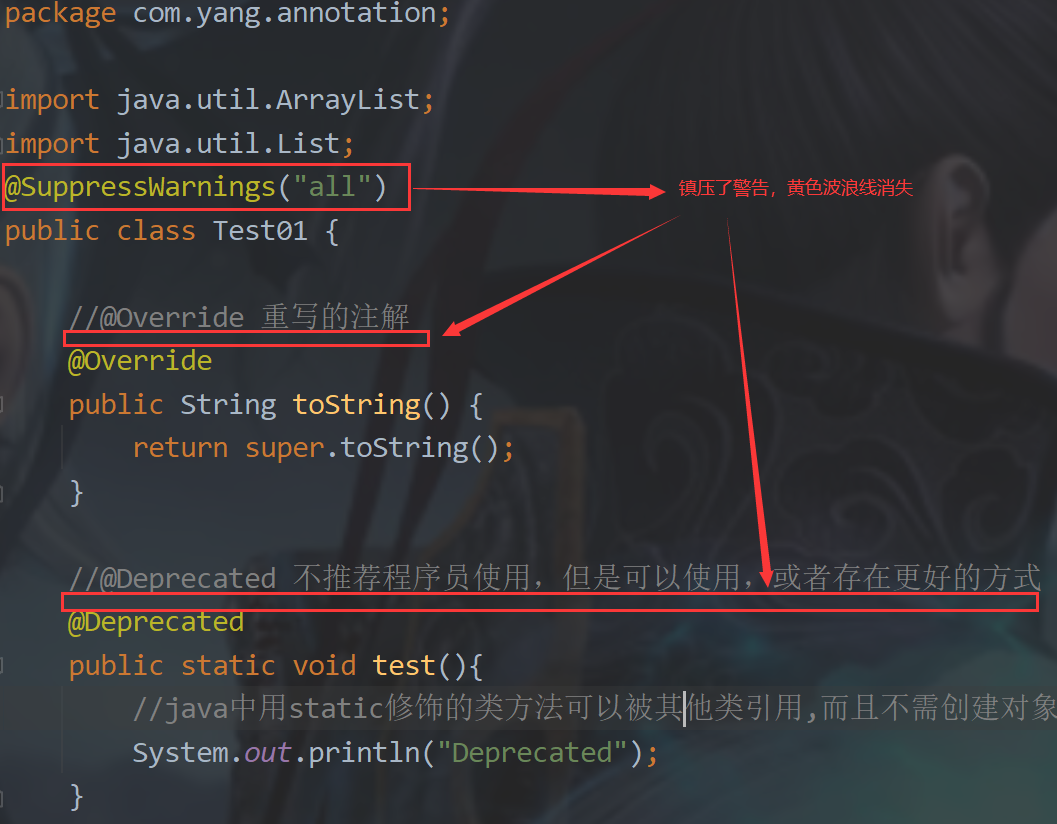 package com.yang.annotation;
import java.util.ArrayList;
import java.util.List;
@SuppressWarnings("all")
镇压了警告，黄色波浪线消失
public class Test01 {
//@Override 重写的注解
@Override
public String toString() {
return super.toString();
}
//@Deprecated 不推荐程序员使用，但是可以使用，或者存在更好的方式
@Deprecated
public static void test(){
//java中用static修饰的类方法可以被其他类引用,而且不需创建对象
System.out.println("Deprecated");
}